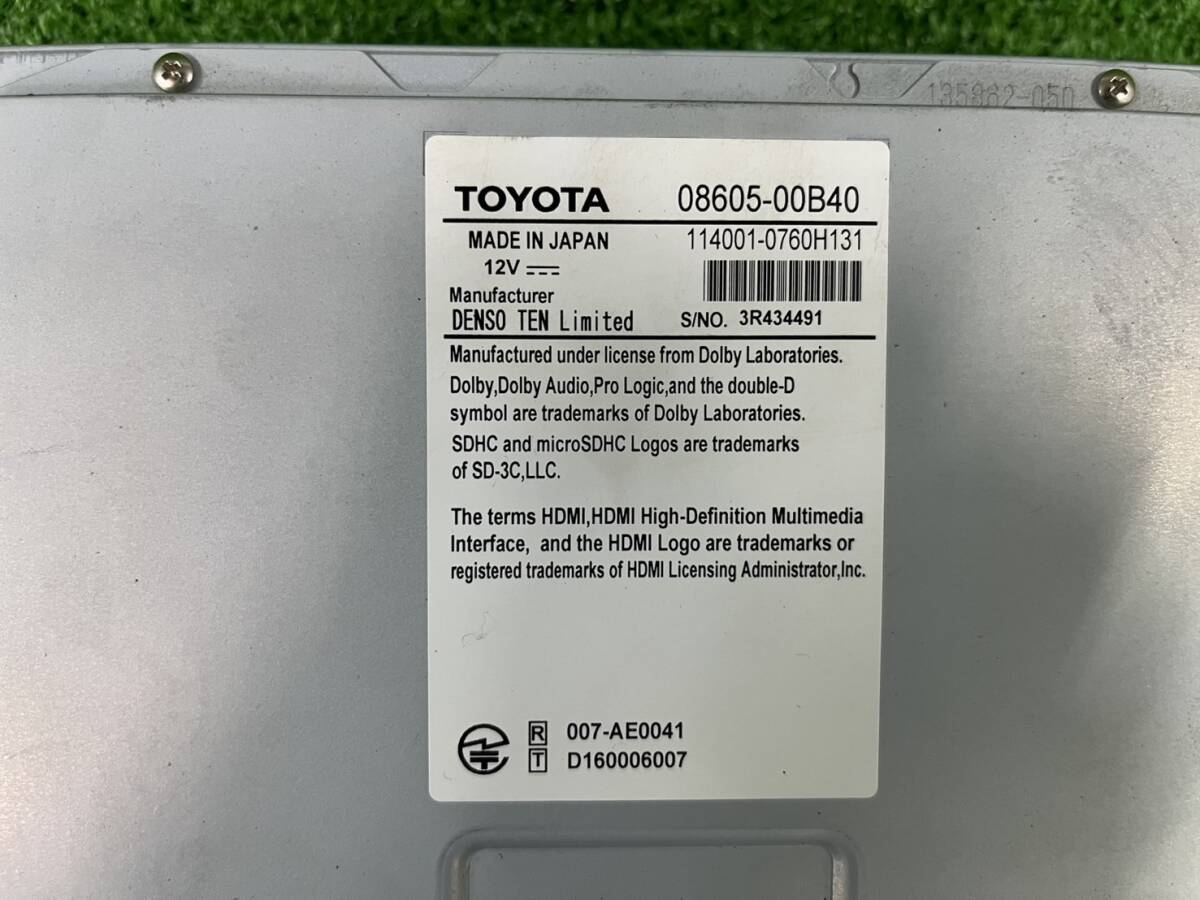 135862-050
TOYOTA 08605-00B40
MADE IN JAPAN 114001-0760H131
12V
Manufacturer
DENSO TEN Limited S/NO. 3R434491
Manufactured under license from Dolby Laboratories.
Dolby,Dolby Audio,Pro Logic,and the double-D
symbol are trademarks of Dolby Laboratories.
SDHC and microSDHC Logos are trademarks
of SD-3C,LLC.
The terms HDMI,HDMI High-Definition Multimedia
Interface, and the HDMI Logo are trademarks or
registered trademarks of HDMI Licensing Administrator,Inc.
R 007-AE0041
T D160006007